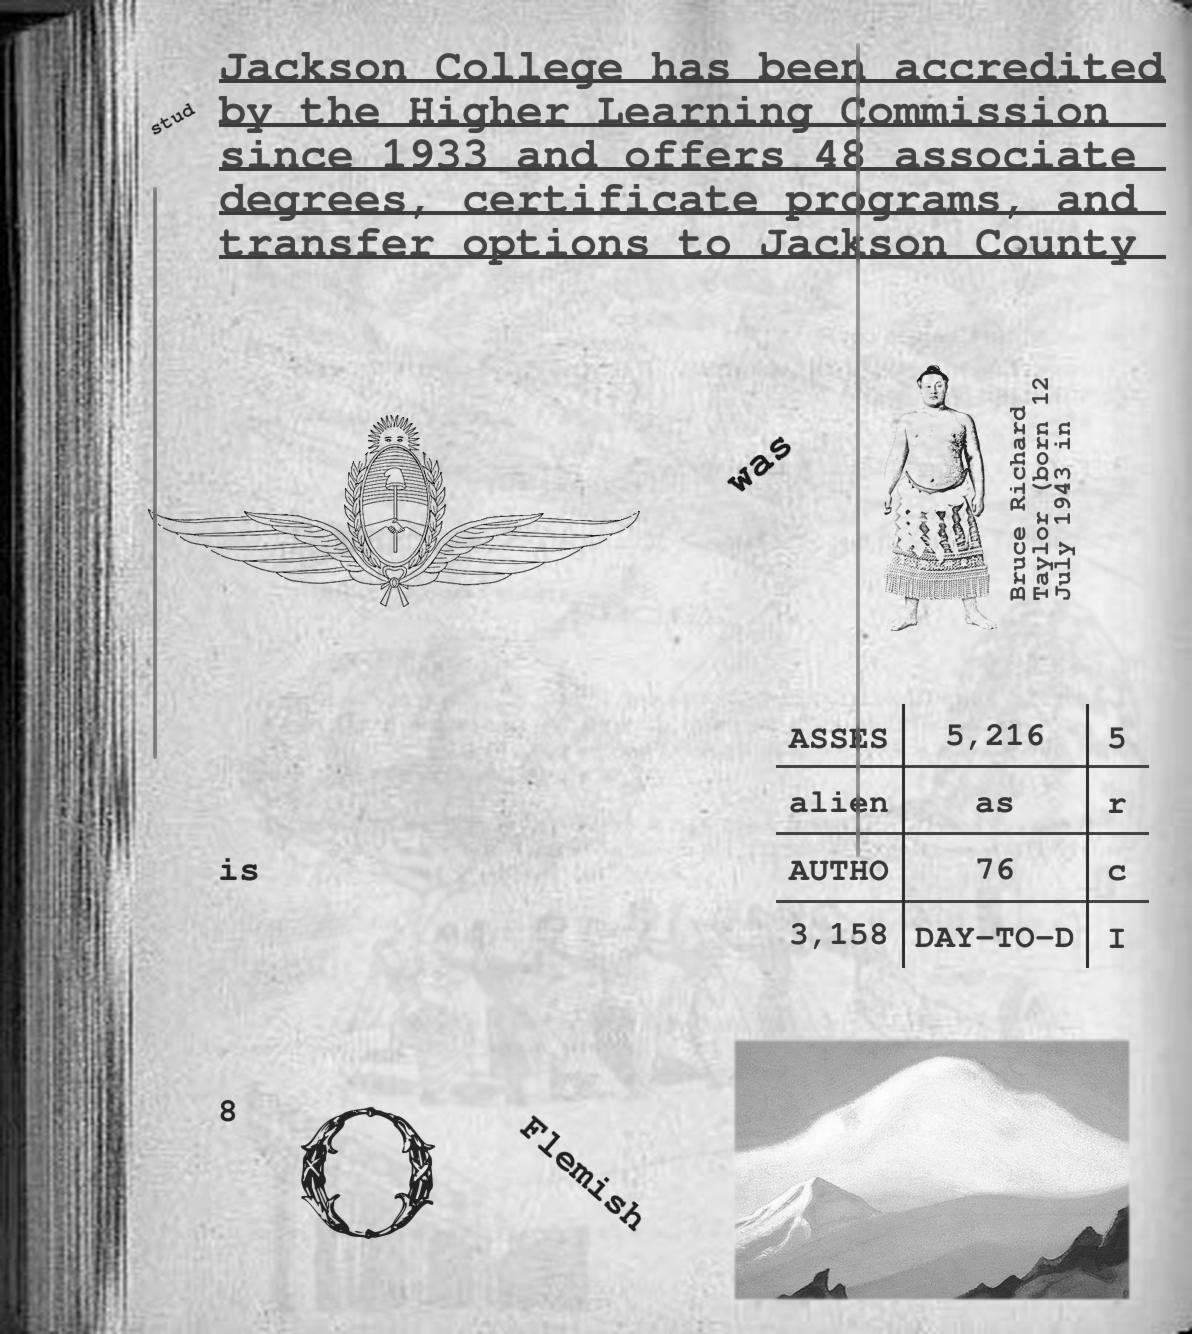 Jackson College has been accredited
by the Higher Learning Commission
since 1933 and offers 48 associate
degrees, certificate programs, and
transfer options to Jackson County
stud
was
Bruce Richard
Taylor (born 12
July 1943 in
ASSES 5,216 5
alien as r
AUTHO 76 c
3,158 DAY-TO-D I
is
8
Flemish